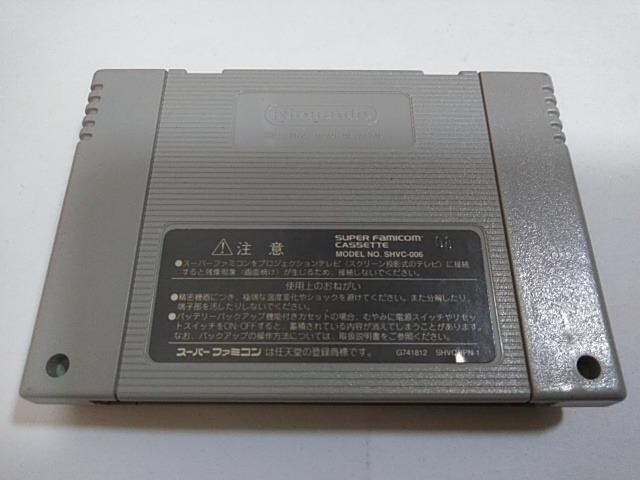 Nintendo
⚠注意
SUPER FAMICOM
CASSETTE
MODEL NO. SHVC-006
●スーパーファミコンをプロジェクションテレビ（スクリーン投影式のテレビ）に接続
すると残像現象（画面焼け）が生じるため、接続しないでください。
使用上のおねがい
●精密機器につき、極端な温度変化やショックを避けてください。また分解したり、
端子部を汚したりしないでください。
●バッテリーバックアップ機能付きカセットの場合、むやみに電源スイッチやリセッ
トスイッチをON・OFFすると、蓄積されている内容が消えてしまうことがあります。
なお、バックアップの操作方法については、取扱説明書をご参照ください。
スーパーファミコンは任天堂の登録商標です。
G741812 SHVC-JPN-1